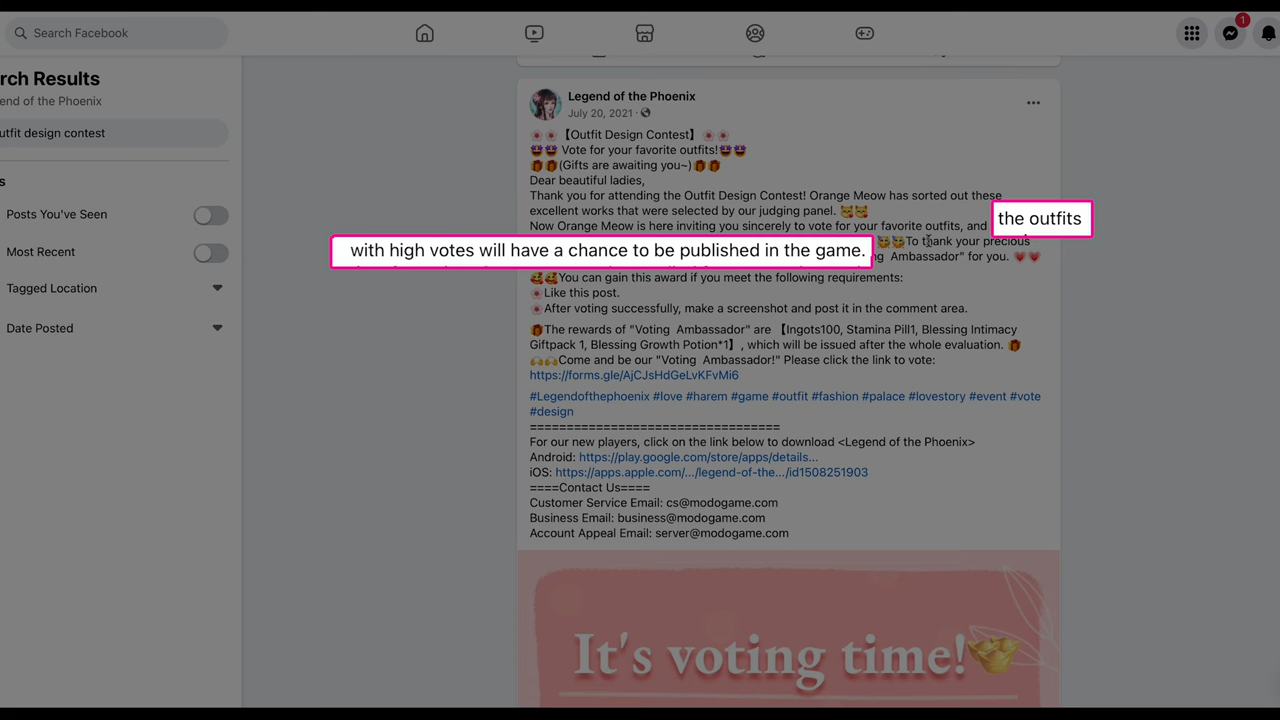 Search Facebook
1
rch Results
end of the Phoenix
utfit design contest
s
Posts You've Seen
Most Recent
Tagged Location
Date Posted
Legend of the Phoenix
July 20, 2021 ·
【Outfit Design Contest】
Vote for your favorite outfits!
(Gifts are awaiting you~)
Dear beautiful ladies,
Thank you for attending the Outfit Design Contest! Orange Meow has sorted out these
excellent works that were selected by our judging panel.
Now Orange Meow is here inviting you sincerely to vote for your favorite outfits, and the outfits
with high votes will have a chance to be published in the game. To thank your precious
ng Ambassador" for you.
You can gain this award if you meet the following requirements:
Like this post.
After voting successfully, make a screenshot and post it in the comment area.
The rewards of "Voting Ambassador" are 【Ingots100, Stamina Pill1, Blessing Intimacy
Giftpack 1, Blessing Growth Potion*1】, which will be issued after the whole evaluation.
Come and be our "Voting Ambassador!" Please click the link to vote:
https://forms.gle/AjCJsHdGeLvKFvMi6
#Legendofthephoenix #love #harem #game #outfit #fashion #palace #lovestory #event #vote
#design
=================================
For our new players, click on the link below to download <Legend of the Phoenix>
Android: https://play.google.com/store/apps/details...
iOS: https://apps.apple.com/.../legend-of-the.../id1508251903
====Contact Us====
Customer Service Email: cs@modogame.com
Business Email: business@modogame.com
Account Appeal Email: server@modogame.com
It's voting time!